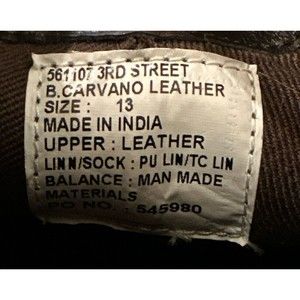 561107 3RD STREET
B.CARVANO LEATHER
SIZE : 13
MADE IN INDIA
UPPER : LEATHER
LINN/SOCK : PU LIN/TC LIN
BALANCE : MAN MADE
MATERIALS
PO NO. : 545980